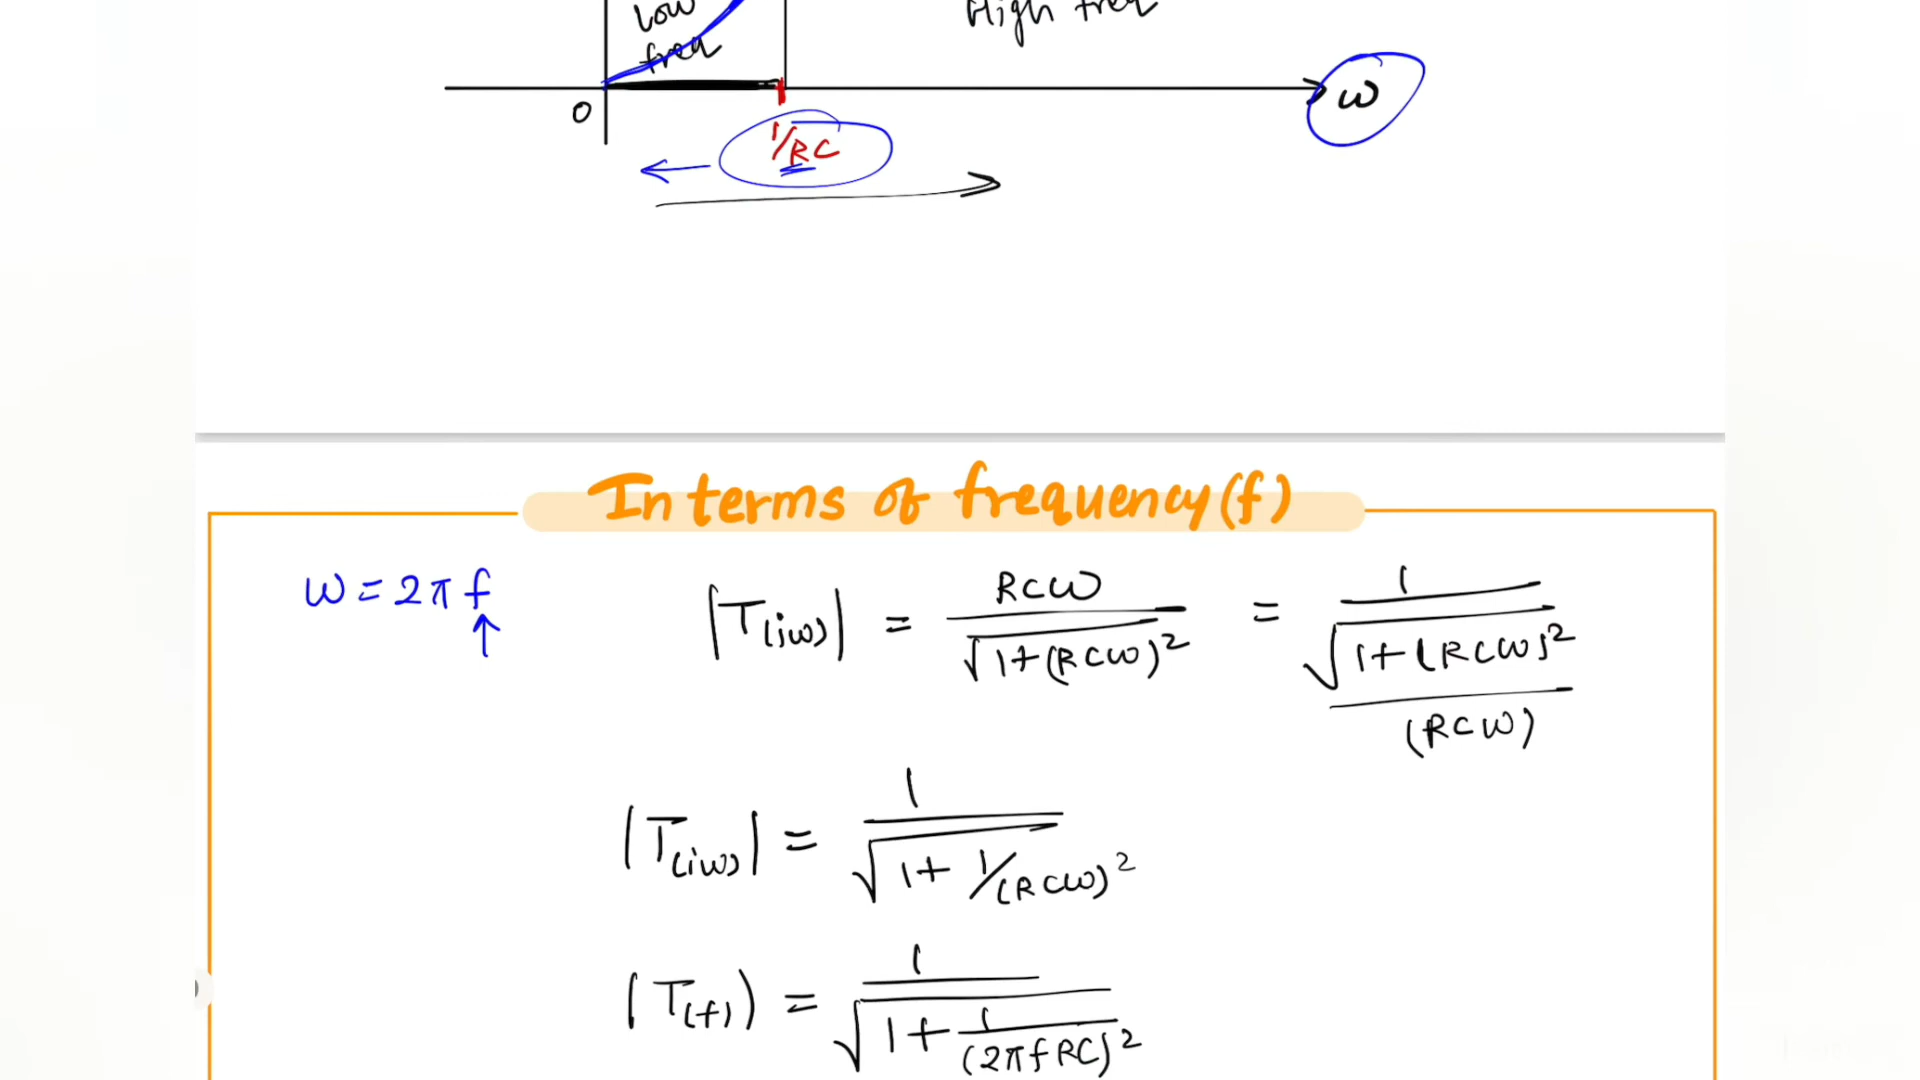 Low
freq
High freq
0
ω
1/RC
In terms of frequency(f)
ω = 2π f
↑
|T(jω)| = RCω / √1+(RCω)² = 1 / √1+(RCω)² / (RCω)
|T(jω)| = 1 / √1+ 1/(RCω)²
|T(f)| = 1 / √1+ 1/(2πfRC)²